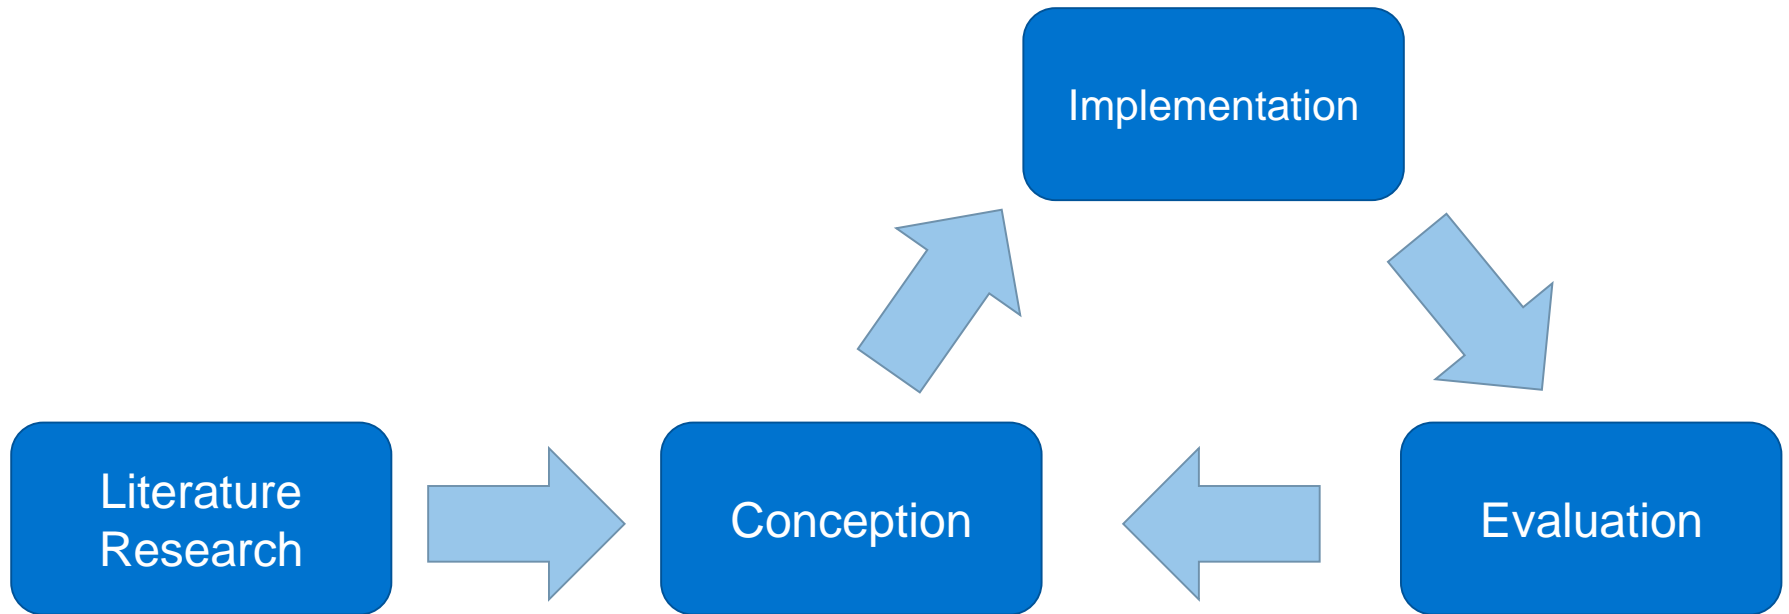 Implementation
Literature
Research
Conception
Evaluation